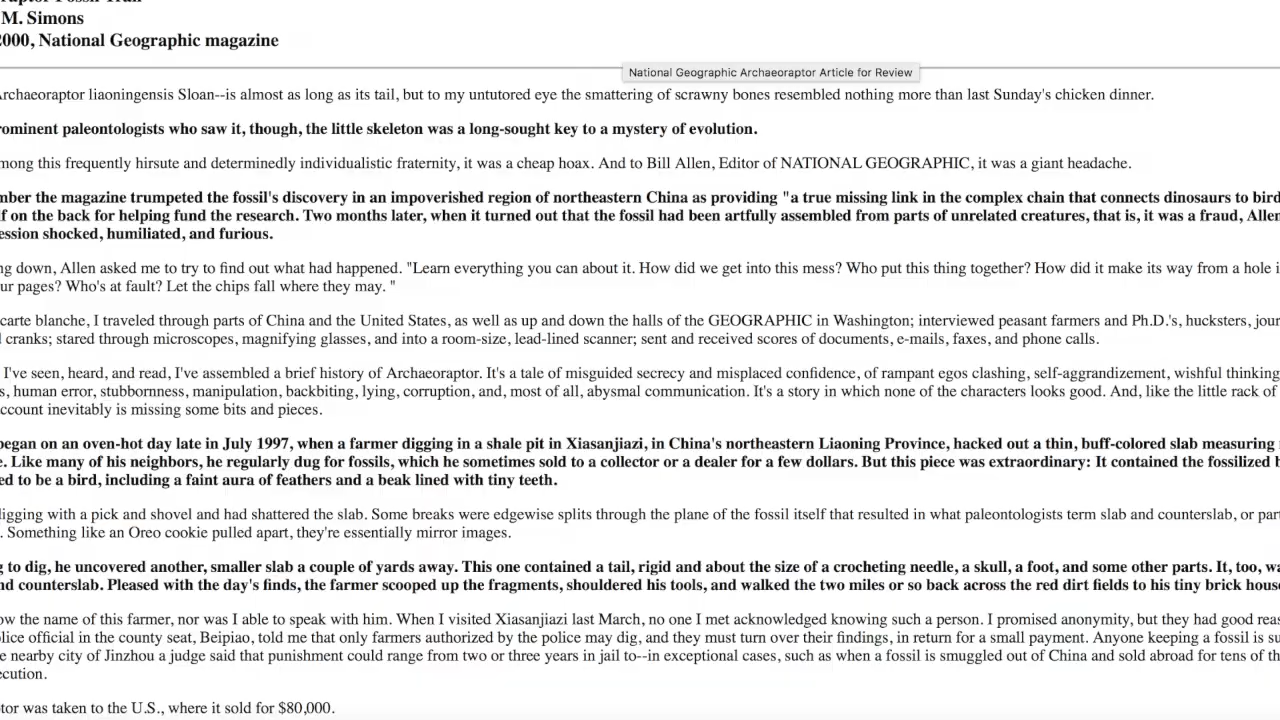 M. Simons
2000, National Geographic magazine
National Geographic Archaeoraptor Article for Review
Archaeoraptor liaoningensis Sloan--is almost as long as its tail, but to my untutored eye the smattering of scrawny bones resembled nothing more than last Sunday's chicken dinner.
rominent paleontologists who saw it, though, the little skeleton was a long-sought key to a mystery of evolution.
mong this frequently hirsute and determinedly individualistic fraternity, it was a cheap hoax. And to Bill Allen, Editor of NATIONAL GEOGRAPHIC, it was a giant headache.
mber the magazine trumpeted the fossil's discovery in an impoverished region of northeastern China as providing "a true missing link in the complex chain that connects dinosaurs to bird
f on the back for helping fund the research. Two months later, when it turned out that the fossil had been artfully assembled from parts of unrelated creatures, that is, it was a fraud, Allen
ession shocked, humiliated, and furious.
ng down, Allen asked me to try to find out what had happened. "Learn everything you can about it. How did we get into this mess? Who put this thing together? How did it make its way from a hole i
ur pages? Who's at fault? Let the chips fall where they may. "
carte blanche, I traveled through parts of China and the United States, as well as up and down the halls of the GEOGRAPHIC in Washington; interviewed peasant farmers and Ph.D.'s, hucksters, jour
cranks; stared through microscopes, magnifying glasses, and into a room-size, lead-lined scanner; sent and received scores of documents, e-mails, faxes, and phone calls.
I've seen, heard, and read, I've assembled a brief history of Archaeoraptor. It's a tale of misguided secrecy and misplaced confidence, of rampant egos clashing, self-aggrandizement, wishful thinking
s, human error, stubbornness, manipulation, backbiting, lying, corruption, and, most of all, abysmal communication. It's a story in which none of the characters looks good. And, like the little rack of
ccount inevitably is missing some bits and pieces.
began on an oven-hot day late in July 1997, when a farmer digging in a shale pit in Xiasanjiazi, in China's northeastern Liaoning Province, hacked out a thin, buff-colored slab measuring
e. Like many of his neighbors, he regularly dug for fossils, which he sometimes sold to a collector or a dealer for a few dollars. But this piece was extraordinary: It contained the fossilized b
ed to be a bird, including a faint aura of feathers and a beak lined with tiny teeth.
igging with a pick and shovel and had shattered the slab. Some breaks were edgewise splits through the plane of the fossil itself that resulted in what paleontologists term slab and counterslab, or part
. Something like an Oreo cookie pulled apart, they're essentially mirror images.
g to dig, he uncovered another, smaller slab a couple of yards away. This one contained a tail, rigid and about the size of a crocheting needle, a skull, a foot, and some other parts. It, too, wa
nd counterslab. Pleased with the day's finds, the farmer scooped up the fragments, shouldered his tools, and walked the two miles or so back across the red dirt fields to his tiny brick hous
ow the name of this farmer, nor was I able to speak with him. When I visited Xiasanjiazi last March, no one I met acknowledged knowing such a person. I promised anonymity, but they had good reas
olice official in the county seat, Beipiao, told me that only farmers authorized by the police may dig, and they must turn over their findings, in return for a small payment. Anyone keeping a fossil is su
e nearby city of Jinzhou a judge said that punishment could range from two or three years in jail to--in exceptional cases, such as when a fossil is smuggled out of China and sold abroad for tens of th
ecution.
tor was taken to the U.S., where it sold for $80,000.